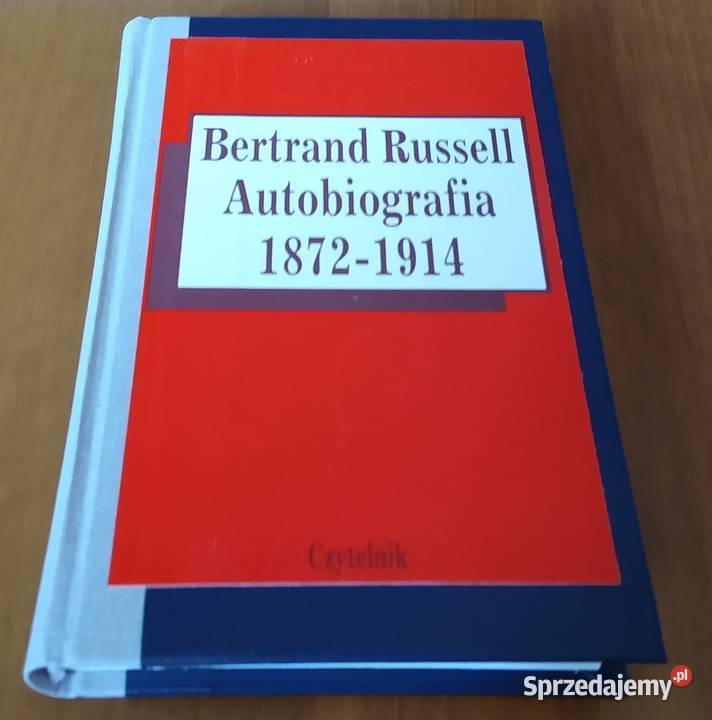 Bertrand Russell
Autobiografia
1872-1914
Czytelnik
Sprzedajemy.pl